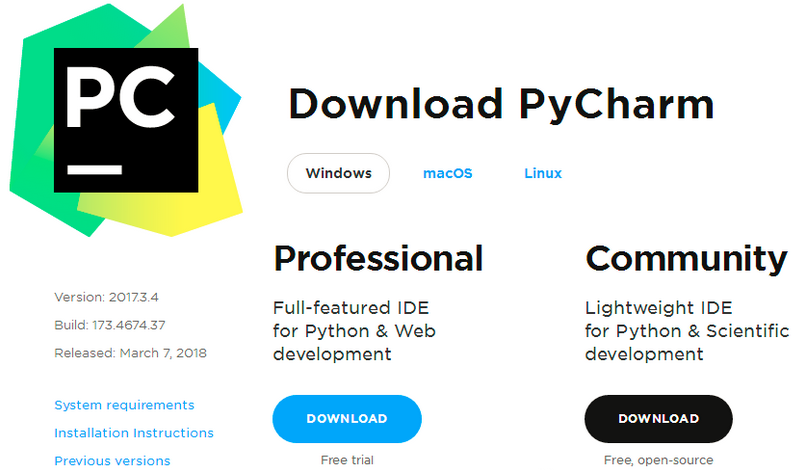 PC
Download PyCharm
Windows macOS Linux
Professional
Full-featured IDE
for Python & Web
development
DOWNLOAD
Free trial
Community
Lightweight IDE
for Python & Scientific
development
DOWNLOAD
Free, open-source
Version: 2017.3.4
Build: 173.4674.37
Released: March 7, 2018
System requirements
Installation Instructions
Previous versions